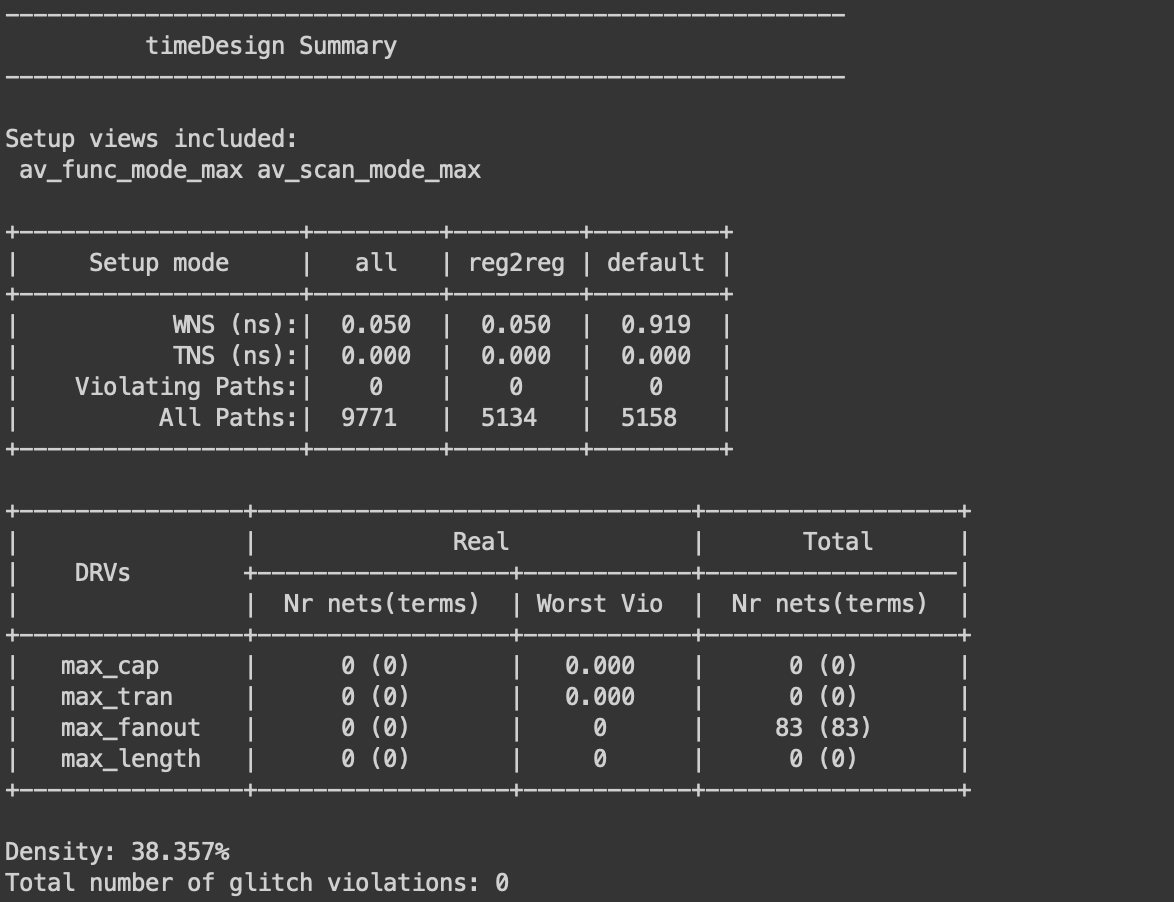 ------------------------------------------------------------
          timeDesign Summary
------------------------------------------------------------

Setup views included:
 av_func_mode_max av_scan_mode_max

+--------------------+---------+---------+---------+
|     Setup mode     |   all   | reg2reg | default |
+--------------------+---------+---------+---------+
|           WNS (ns):|  0.050  |  0.050  |  0.919  |
|           TNS (ns):|  0.000  |  0.000  |  0.000  |
|    Violating Paths:|    0    |    0    |    0    |
|          All Paths:|  9771   |  5134   |  5158   |
+--------------------+---------+---------+---------+

+----------------+-------------------------------+------------------+
|                |              Real             |       Total      |
|    DRVs        +------------------+------------+------------------|
|                |  Nr nets(terms)  | Worst Vio  |  Nr nets(terms)  |
+----------------+------------------+------------+------------------+
|   max_cap      |      0 (0)       |   0.000    |      0 (0)       |
|   max_tran     |      0 (0)       |   0.000    |      0 (0)       |
|   max_fanout   |      0 (0)       |     0      |     83 (83)      |
|   max_length   |      0 (0)       |     0      |      0 (0)       |
+----------------+------------------+------------+------------------+

Density: 38.357%
Total number of glitch violations: 0